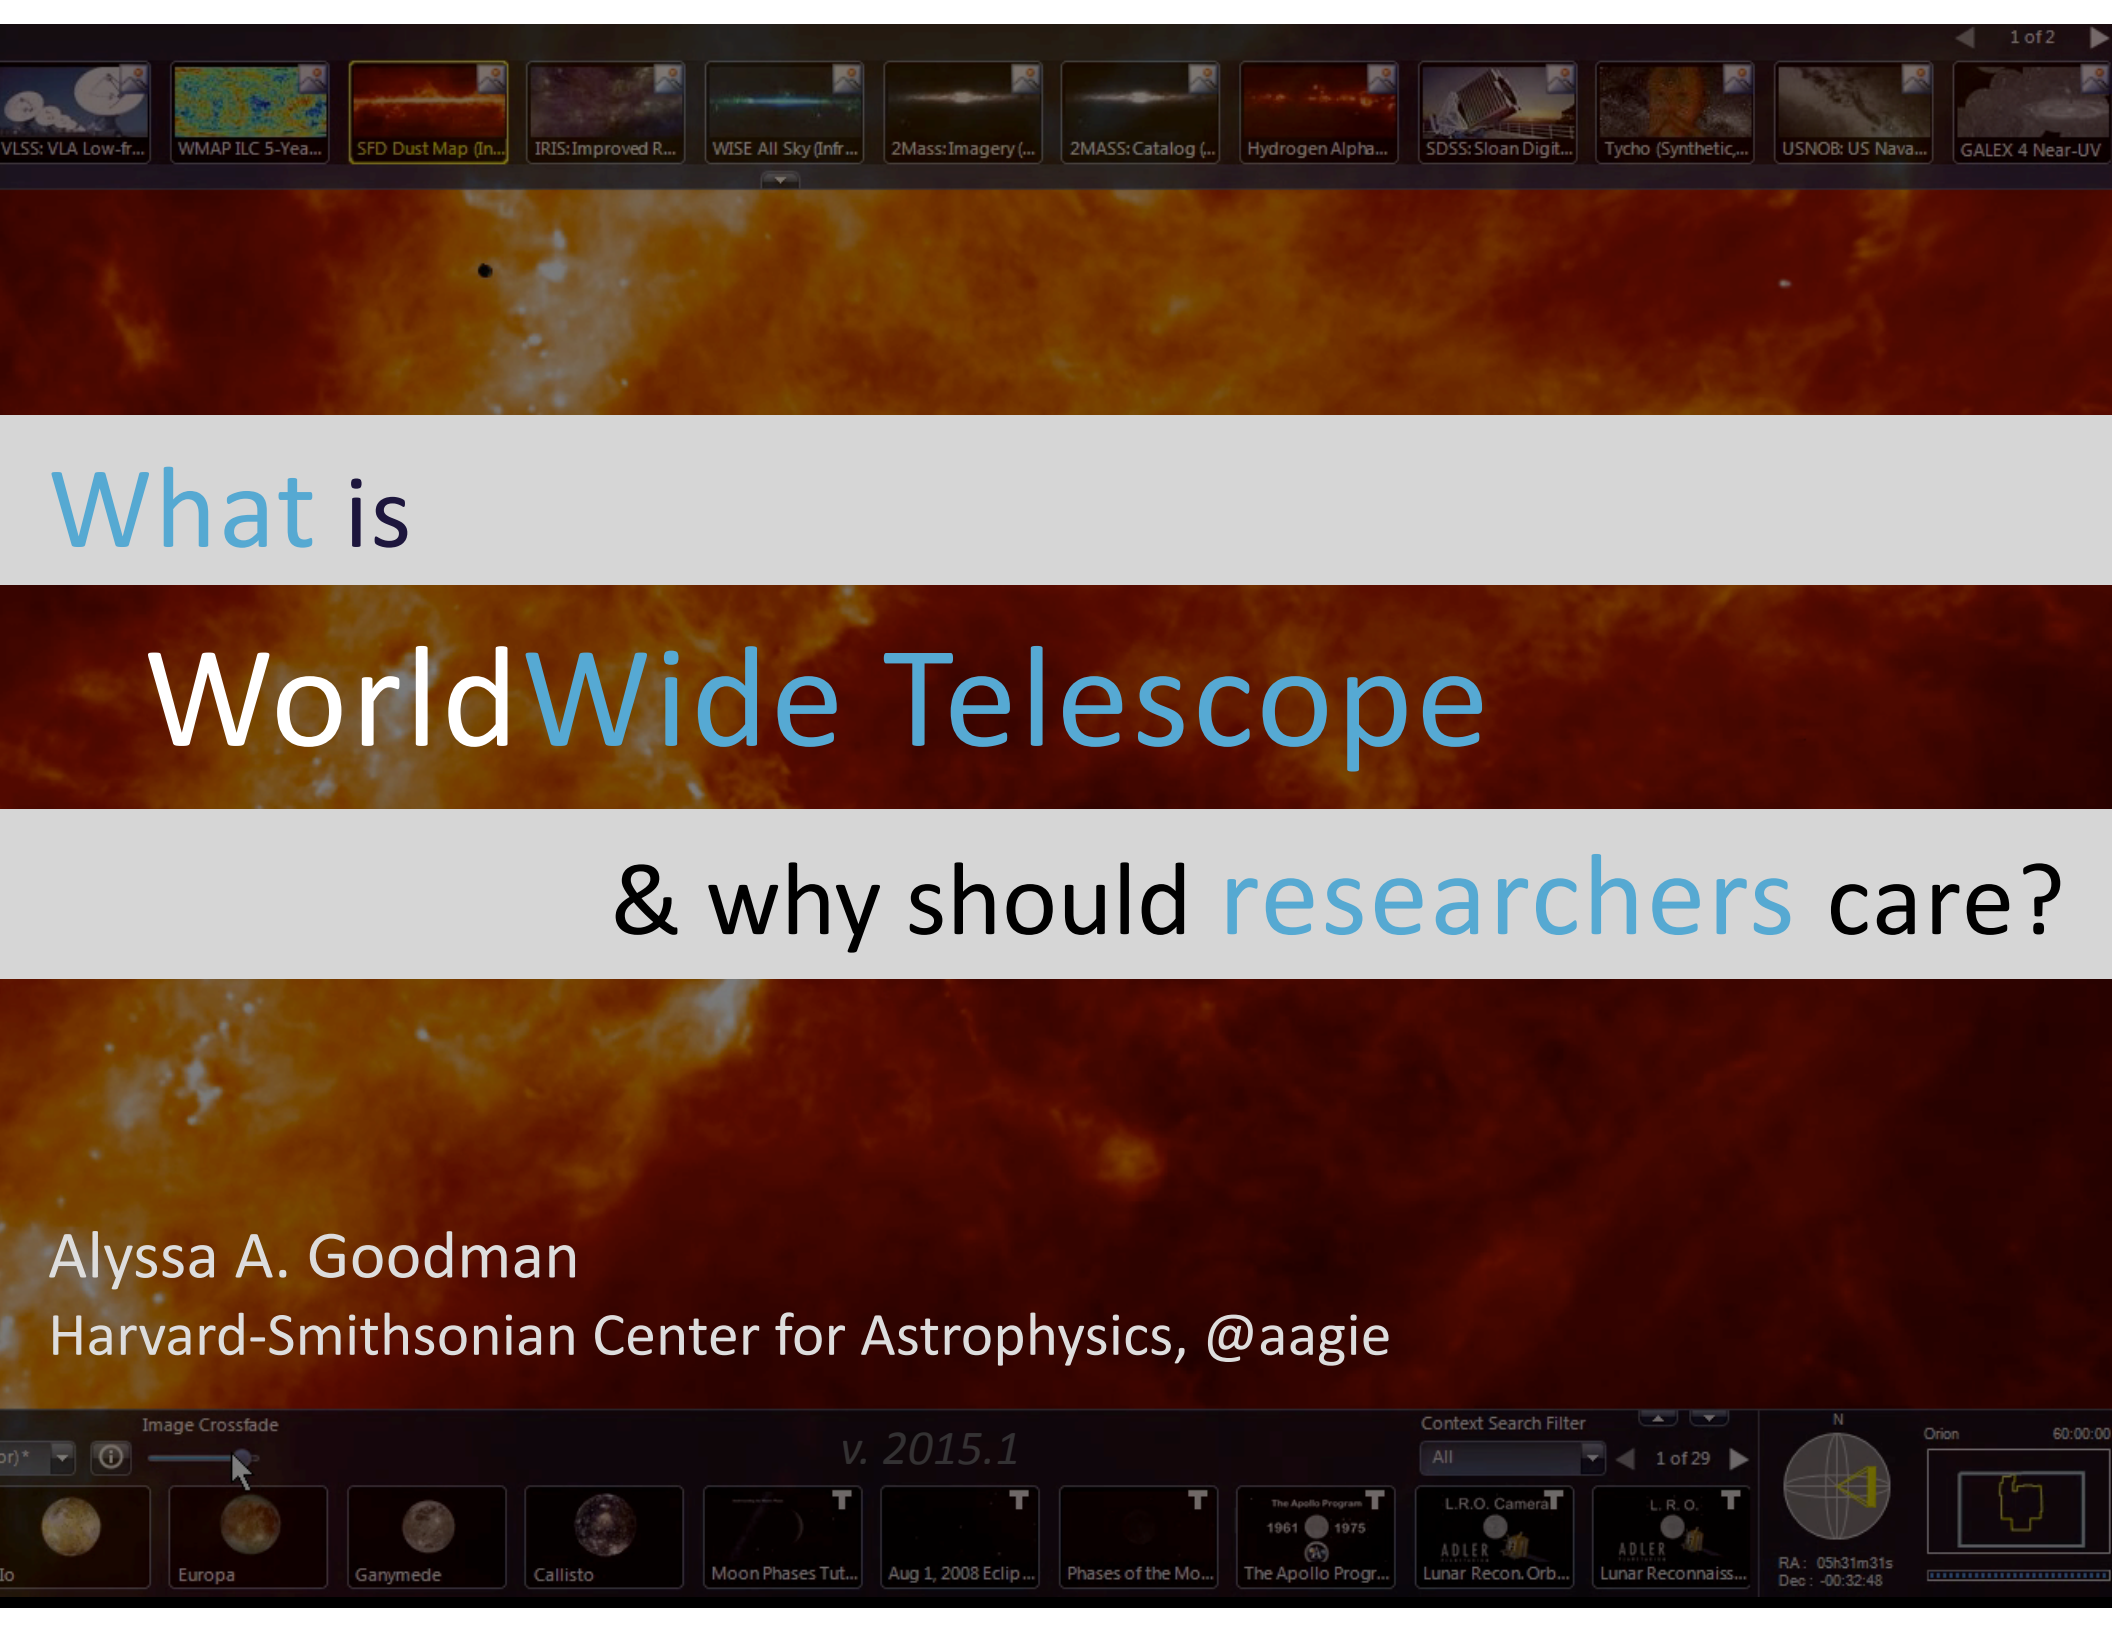 1 of 2
VLSS: VLA Low-fr...
WMAP ILC 5-Yea...
SFD Dust Map (In...
IRIS: Improved R...
WISE All Sky (Infr...
2Mass: Imagery (...
2MASS: Catalog (...
Hydrogen Alpha...
SDSS: Sloan Digit...
Tycho (Synthetic,...
USNOB: US Nava...
GALEX 4 Near-UV
What is
WorldWide Telescope
& why should researchers care?
Alyssa A. Goodman
Harvard-Smithsonian Center for Astrophysics, @aagie
Image Crossfade
or)*
v. 2015.1
Context Search Filter
All
1 of 29
N
Orion
60:00:00
Io
Europa
Ganymede
Callisto
Moon Phases Tut...
Aug 1, 2008 Eclip...
Phases of the Mo...
The Apollo Program
1961 1975
The Apollo Progr...
L.R.O. Camera
ADLER
Lunar Recon. Orb...
L. R. O.
ADLER
Lunar Reconnaiss...
RA : 05h31m31s
Dec : -00:32:48